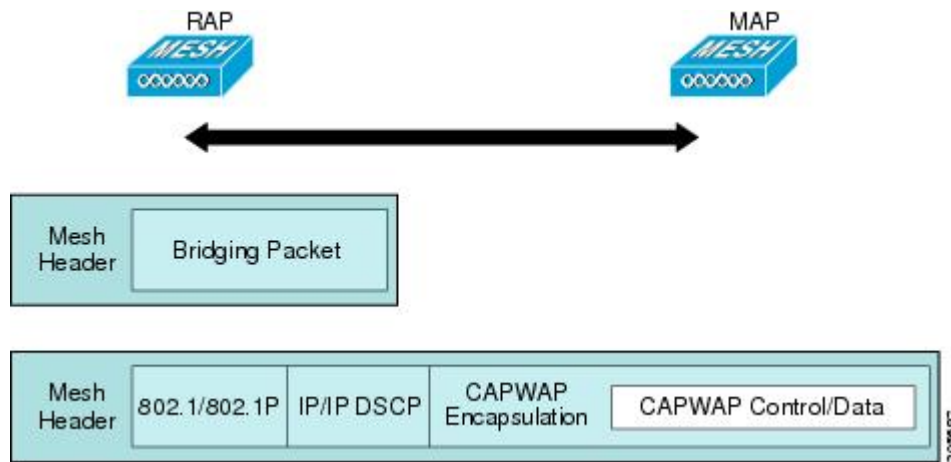 RAP
MAP
MESH
MESH
Mesh
Header
Bridging Packet
Mesh
Header
802.1/802.1P
IP/IP DSCP
CAPWAP
Encapsulation
CAPWAP Control/Data